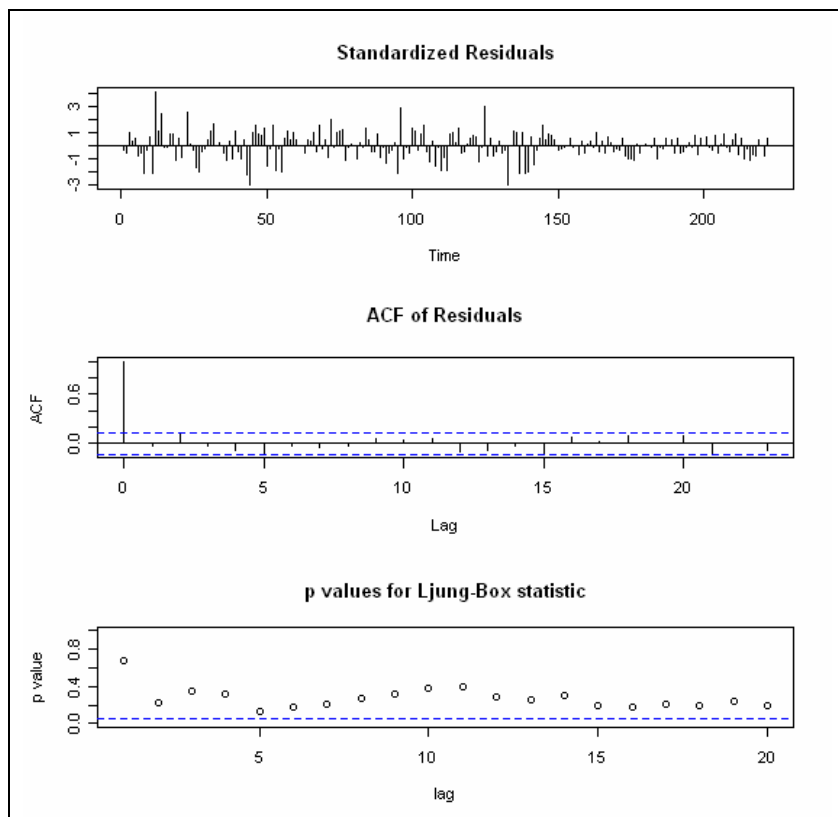 Standardized Residuals
3
1
-1
-3
0 50 100 150 200
Time
ACF of Residuals
ACF
0.6
0.0
0 5 10 15 20
Lag
p values for Ljung-Box statistic
p value
0.8
0.4
0.0
5 10 15 20
lag